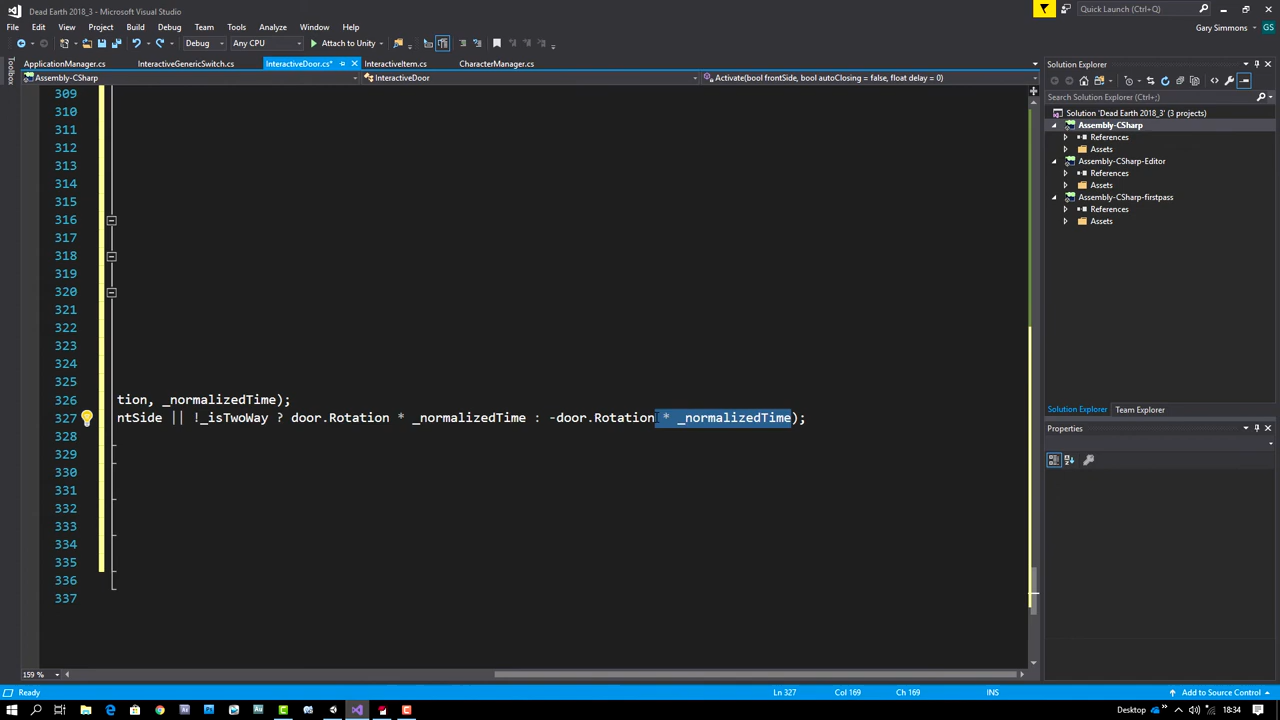 Dead Earth 2018_3 - Microsoft Visual Studio
Quick Launch (Ctrl+;)
File Edit View Project Build Debug Team Tools Analyze Window Help
Gary Simmons GS
Debug Any CPU Attach to Unity
ApplicationManager.cs InteractiveGenericSwitch.cs InteractiveDoor.cs* InteractiveItem.cs CharacterManager.cs
Assembly-CSharp InteractiveDoor Activate(bool frontSide, bool autoClosing = false, float delay = 0)
Toolbox
309
310
311
312
313
314
315
316
317
318
319
320
321
322
323
324
325
326 tion, _normalizedTime);
327 ntSide || !_isTwoWay ? door.Rotation * _normalizedTime : -door.Rotation * _normalizedTime);
328
329
330
331
332
333
334
335
336
337
159 %
Solution Explorer
Search Solution Explorer (Ctrl+;)
Solution 'Dead Earth 2018_3' (3 projects)
Assembly-CSharp
References
Assets
Assembly-CSharp-Editor
References
Assets
Assembly-CSharp-firstpass
References
Assets
Solution Explorer Team Explorer
Properties
Ready Ln 327 Col 169 Ch 169 INS Add to Source Control
Desktop 18:34